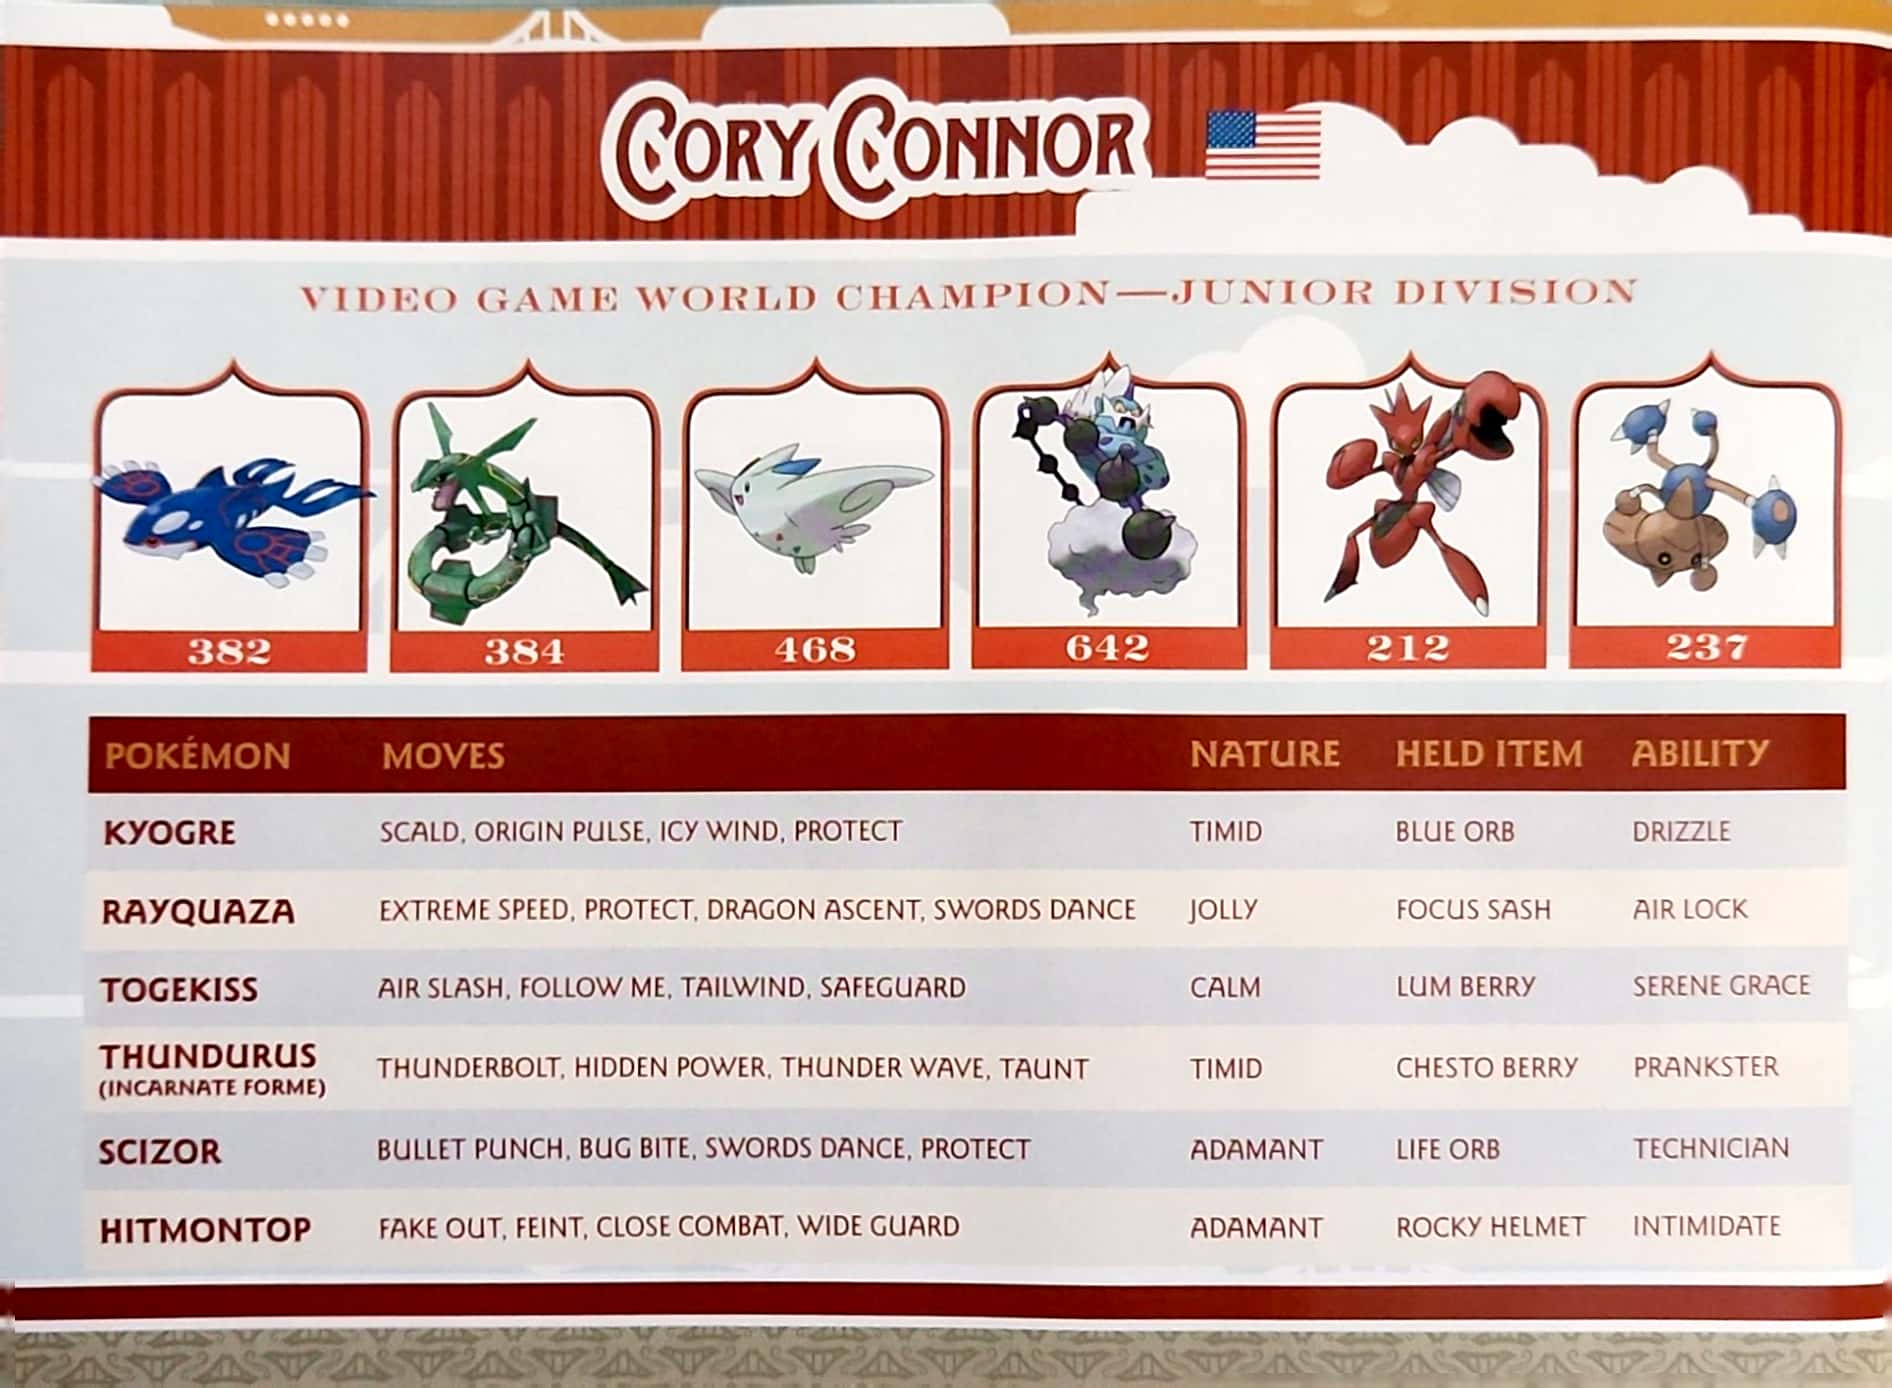 CORY CONNOR
VIDEO GAME WORLD CHAMPION—JUNIOR DIVISION
382 384 468 642 212 237
POKÉMON MOVES NATURE HELD ITEM ABILITY
KYOGRE SCALD, ORIGIN PULSE, ICY WIND, PROTECT TIMID BLUE ORB DRIZZLE
RAYQUAZA EXTREME SPEED, PROTECT, DRAGON ASCENT, SWORDS DANCE JOLLY FOCUS SASH AIR LOCK
TOGEKISS AIR SLASH, FOLLOW ME, TAILWIND, SAFEGUARD CALM LUM BERRY SERENE GRACE
THUNDURUS
(INCARNATE FORME) THUNDERBOLT, HIDDEN POWER, THUNDER WAVE, TAUNT TIMID CHESTO BERRY PRANKSTER
SCIZOR BULLET PUNCH, BUG BITE, SWORDS DANCE, PROTECT ADAMANT LIFE ORB TECHNICIAN
HITMONTOP FAKE OUT, FEINT, CLOSE COMBAT, WIDE GUARD ADAMANT ROCKY HELMET INTIMIDATE